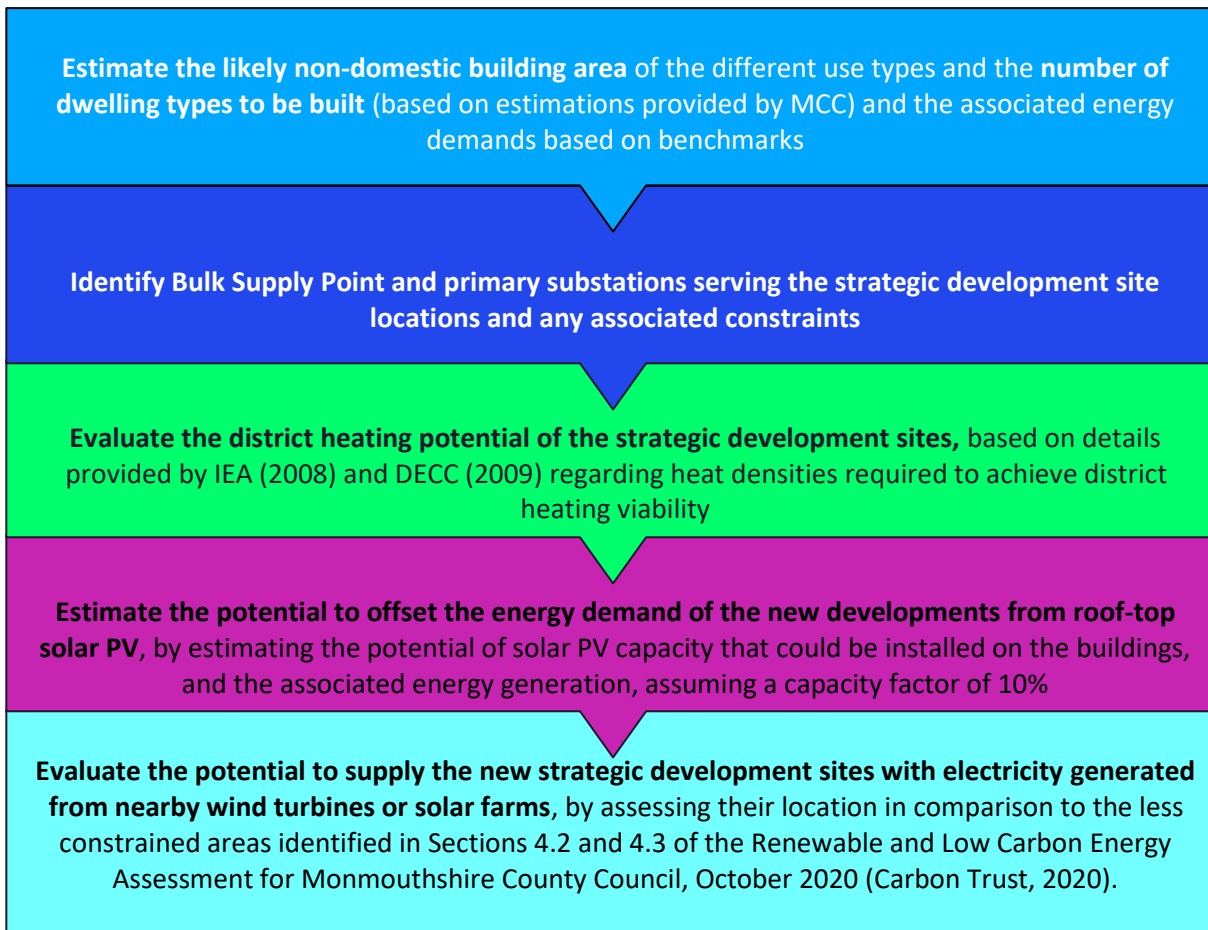 Estimate the likely non-domestic building area of the different use types and the number of
dwelling types to be built (based on estimations provided by MCC) and the associated energy
demands based on benchmarks
Identify Bulk Supply Point and primary substations serving the strategic development site
locations and any associated constraints
Evaluate the district heating potential of the strategic development sites, based on details
provided by IEA (2008) and DECC (2009) regarding heat densities required to achieve district
heating viability
Estimate the potential to offset the energy demand of the new developments from roof-top
solar PV, by estimating the potential of solar PV capacity that could be installed on the buildings,
and the associated energy generation, assuming a capacity factor of 10%
Evaluate the potential to supply the new strategic development sites with electricity generated
from nearby wind turbines or solar farms, by assessing their location in comparison to the less
constrained areas identified in Sections 4.2 and 4.3 of the Renewable and Low Carbon Energy
Assessment for Monmouthshire County Council, October 2020 (Carbon Trust, 2020).